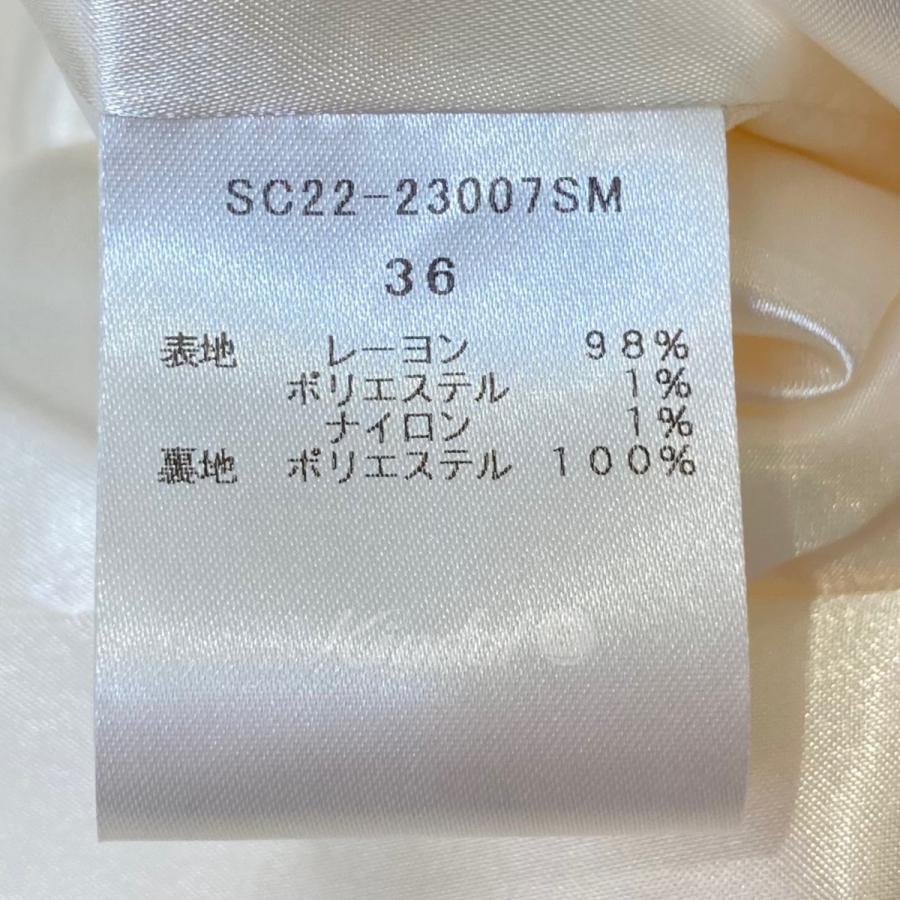 SC22-23007SM
36
表地 レーヨン 98%
ポリエステル 1%
ナイロン 1%
裏地 ポリエステル 100%